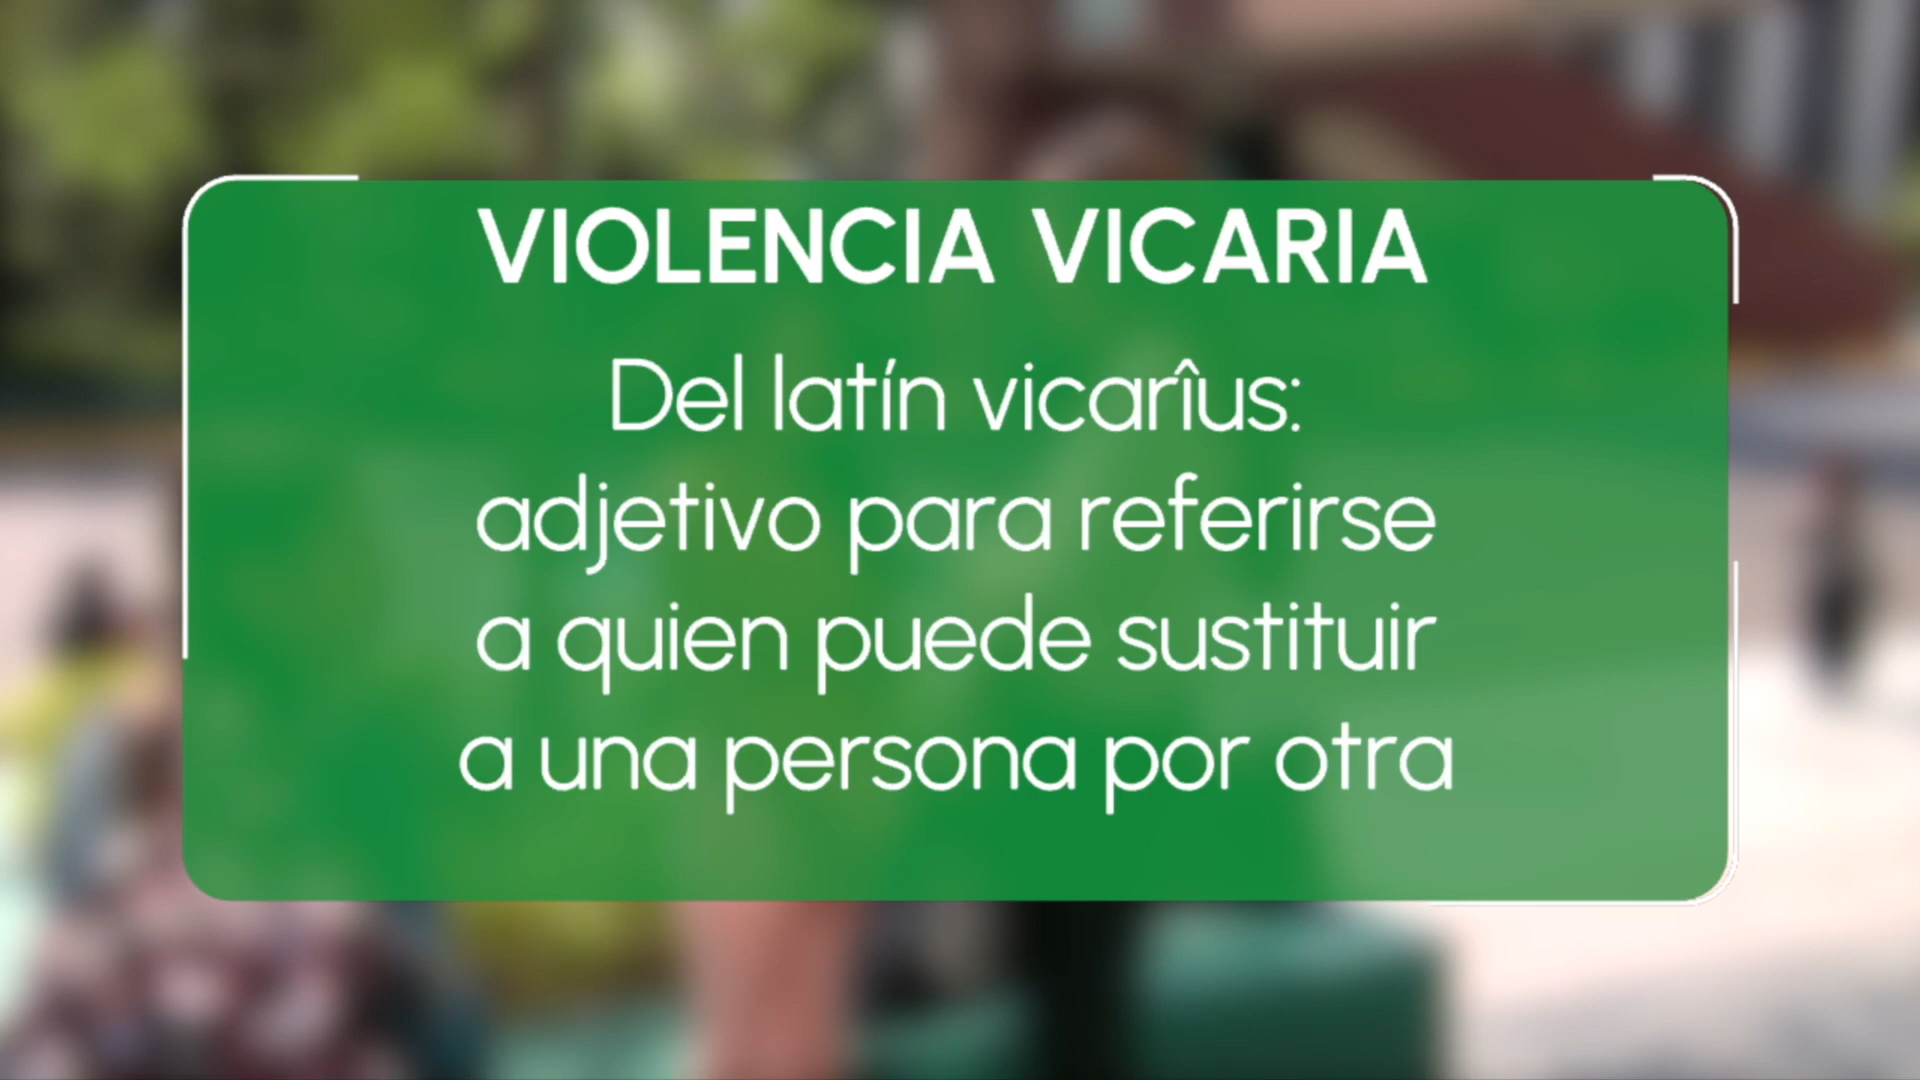 VIOLENCIA VICARIA
Del latín vicarîus:
adjetivo para referirse
a quien puede sustituir
a una persona por otra